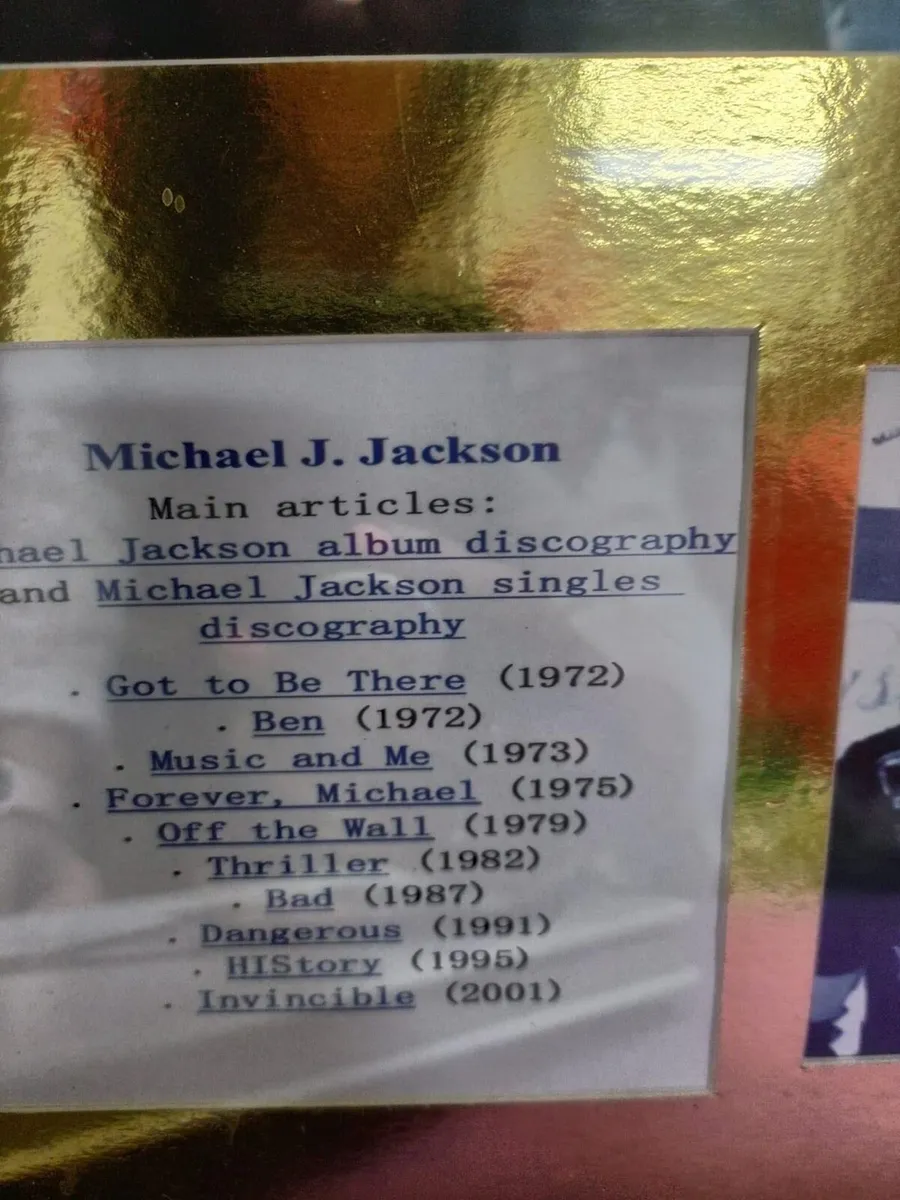 Michael J. Jackson
Main articles:
hael Jackson album discography
and Michael Jackson singles
discography
. Got to Be There (1972)
. Ben (1972)
. Music and Me (1973)
. Forever, Michael (1975)
. Off the Wall (1979)
. Thriller (1982)
. Bad (1987)
. Dangerous (1991)
. HIStory (1995)
. Invincible (2001)